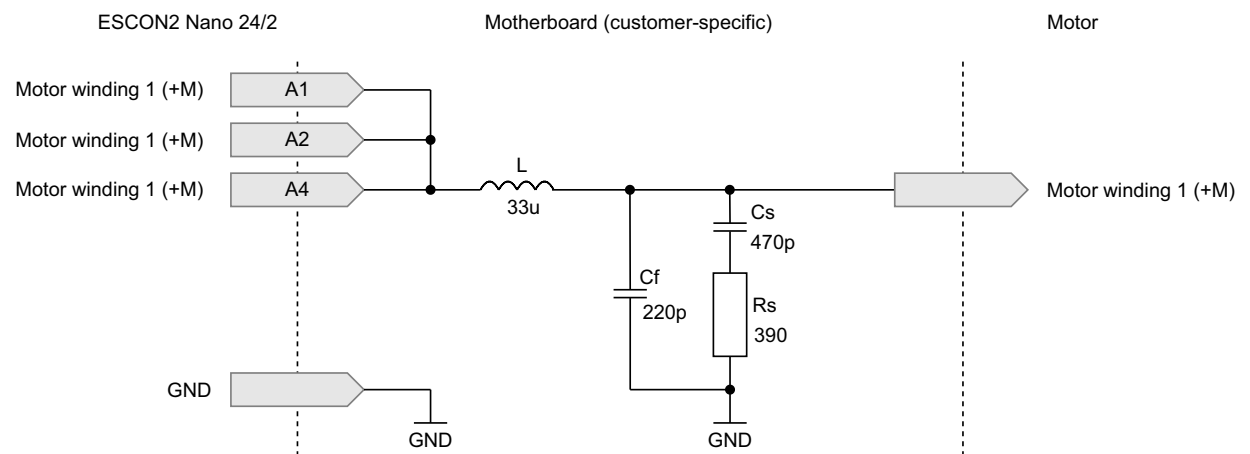 ESCON2 Nano 24/2
Motherboard (customer-specific)
Motor
Motor winding 1 (+M)
A1
Motor winding 1 (+M)
A2
Motor winding 1 (+M)
A4
L
33u
Motor winding 1 (+M)
Cs
470p
Cf
220p
Rs
390
GND
GND
GND